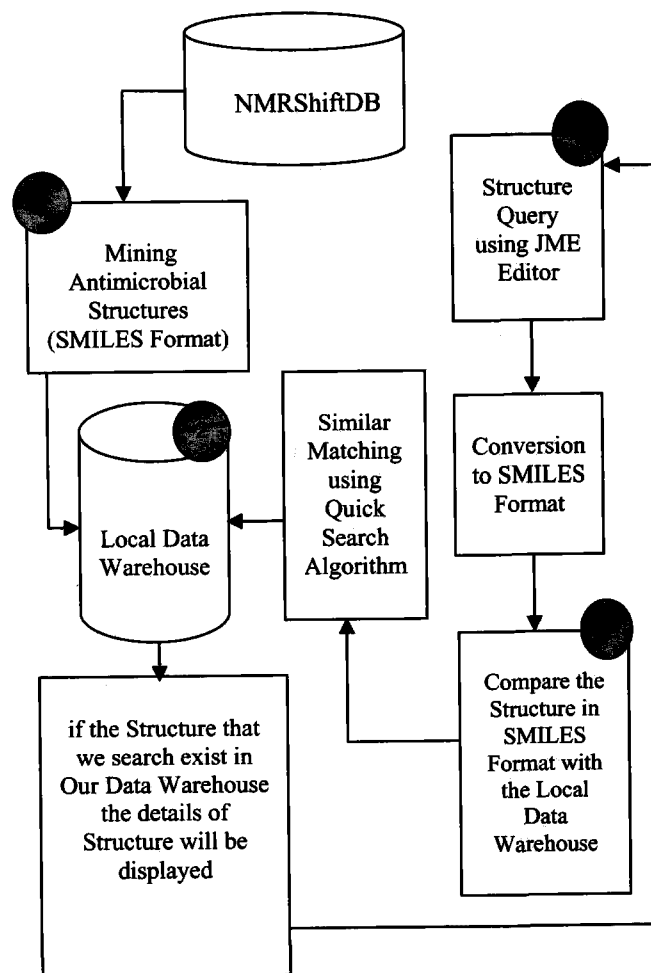 NMRShiftDB
Mining
Antimicrobial
Structures
(SMILES Format)
Local Data
Warehouse
if the Structure that
we search exist in
Our Data Warehouse
the details of
Structure will be
displayed
Similar
Matching
using
Quick
Search
Algorithm
Structure
Query
using JME
Editor
Conversion
to SMILES
Format
Compare the
Structure in
SMILES
Format with
the Local
Data
Warehouse